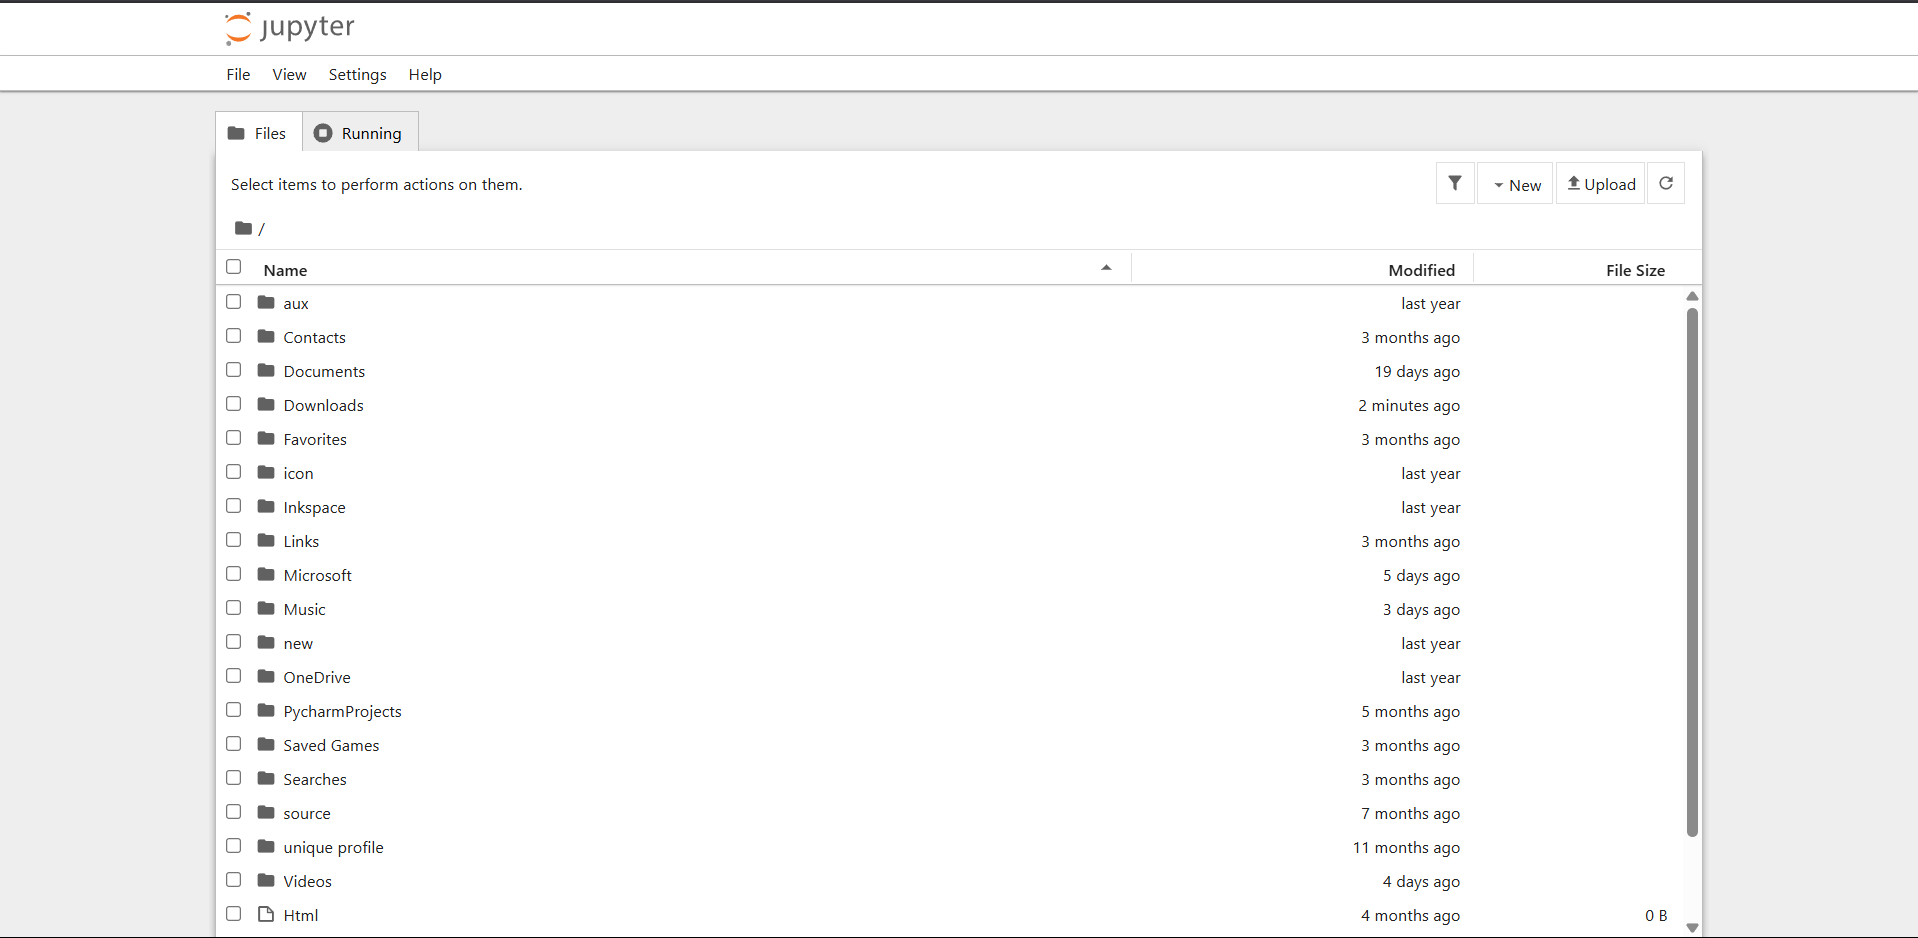 jupyter
File View Settings Help
Files Running
Select items to perform actions on them.
New Upload
/
Name Modified File Size
aux last year
Contacts 3 months ago
Documents 19 days ago
Downloads 2 minutes ago
Favorites 3 months ago
icon last year
Inkspace last year
Links 3 months ago
Microsoft 5 days ago
Music 3 days ago
new last year
OneDrive last year
PycharmProjects 5 months ago
Saved Games 3 months ago
Searches 3 months ago
source 7 months ago
unique profile 11 months ago
Videos 4 days ago
Html 4 months ago 0 B